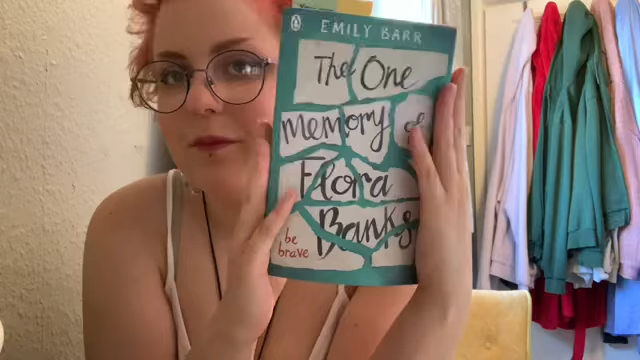 EMILY BARR
The One
memory of
Flora
Banks
be
brave